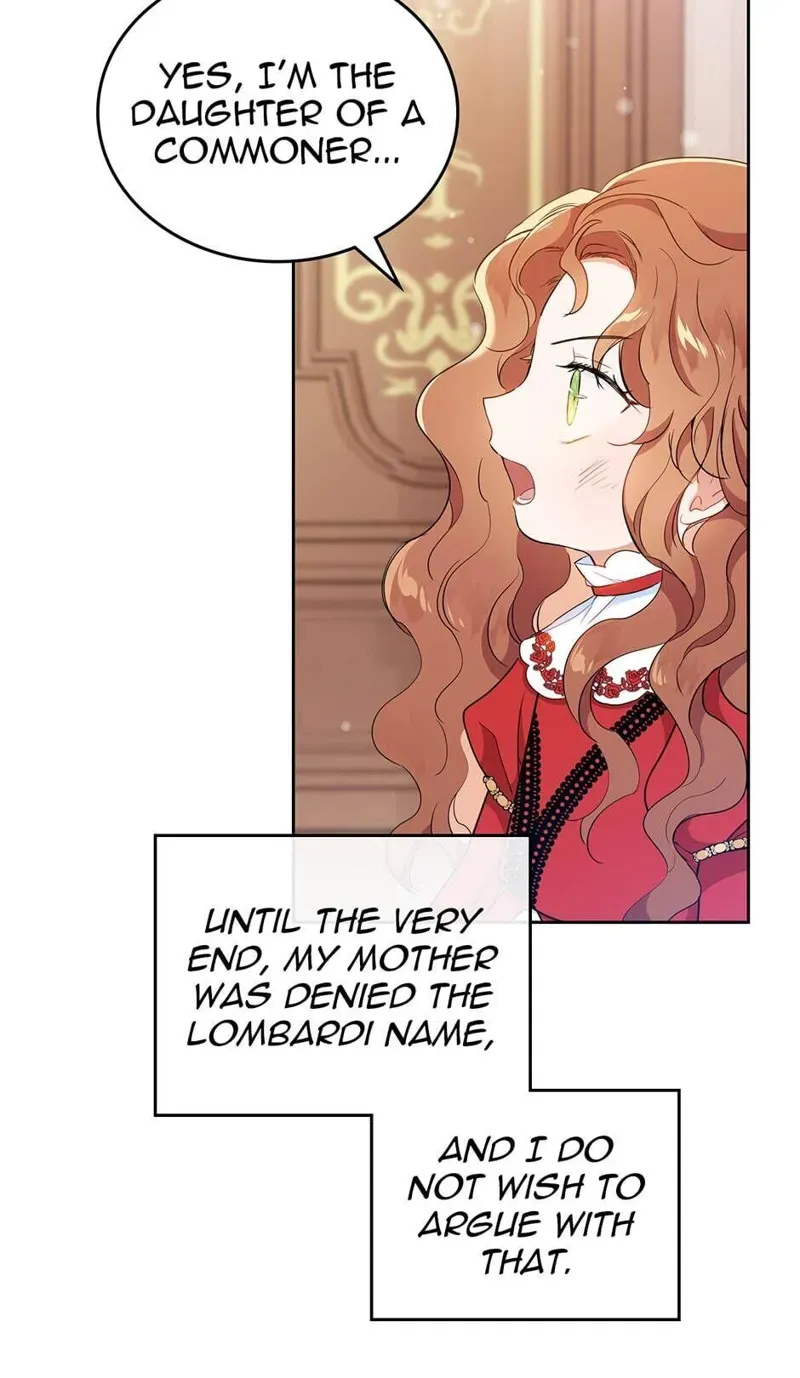 YES, I'M THE
DAUGHTER OF A
COMMONER...
UNTIL THE VERY
END, MY MOTHER
WAS DENIED THE
LOMBARDI NAME,
AND I DO
NOT WISH TO
ARGUE WITH
THAT.